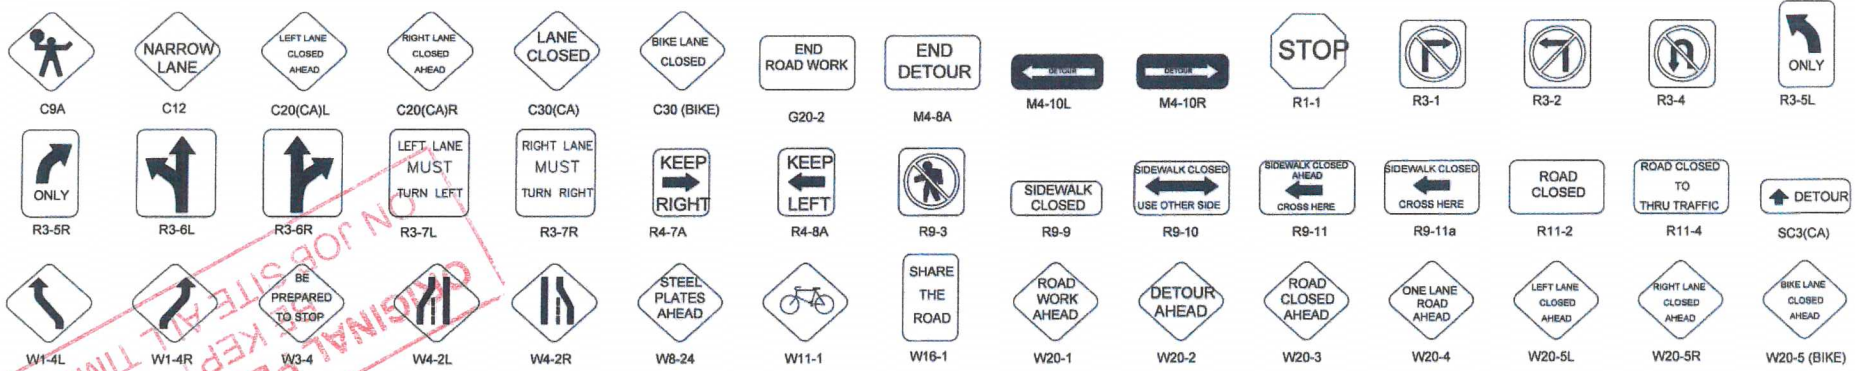 NARROW
LANE
LEFT LANE
CLOSED
AHEAD
RIGHT LANE
CLOSED
AHEAD
LANE
CLOSED
BIKE LANE
CLOSED
END
ROAD WORK
END
DETOUR
DETOUR
DETOUR
STOP
ONLY
C9A
C12
C20(CA)L
C20(CA)R
C30(CA)
C30 (BIKE)
G20-2
M4-8A
M4-10L
M4-10R
R1-1
R3-1
R3-2
R3-4
R3-5L
ONLY
LEFT LANE
MUST
TURN LEFT
RIGHT LANE
MUST
TURN RIGHT
KEEP
RIGHT
KEEP
LEFT
SIDEWALK
CLOSED
SIDEWALK CLOSED
USE OTHER SIDE
SIDEWALK CLOSED
AHEAD
CROSS HERE
SIDEWALK CLOSED
CROSS HERE
ROAD
CLOSED
ROAD CLOSED
TO
THRU TRAFFIC
DETOUR
R3-5R
R3-6L
R3-6R
R3-7L
R3-7R
R4-7A
R4-8A
R9-3
R9-9
R9-10
R9-11
R9-11a
R11-2
R11-4
SC3(CA)
BE
PREPARED
TO STOP
STEEL
PLATES
AHEAD
SHARE
THE
ROAD
ROAD
WORK
AHEAD
DETOUR
AHEAD
ROAD
CLOSED
AHEAD
ONE LANE
ROAD
AHEAD
LEFT LANE
CLOSED
AHEAD
RIGHT LANE
CLOSED
AHEAD
BIKE LANE
CLOSED
AHEAD
W1-4L
W1-4R
W3-4
W4-2L
W4-2R
W8-24
W11-1
W16-1
W20-1
W20-2
W20-3
W20-4
W20-5L
W20-5R
W20-5 (BIKE)
ORIGINAL
BE KEPT
ON JOB SITE ALL